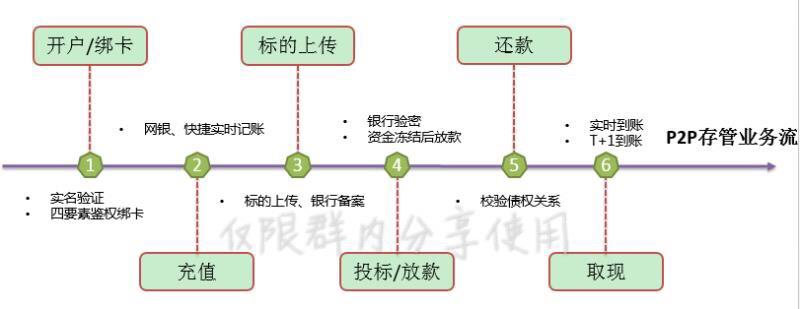 开户/绑卡
标的上传
还款
网银、快捷实时记账
银行验密
资金冻结后放款
实时到账
T+1到账
P2P存管业务流
1
2
3
4
5
6
实名验证
四要素鉴权绑卡
标的上传、银行备案
校验债权关系
仅限群内分享使用
充值
投标/放款
取现